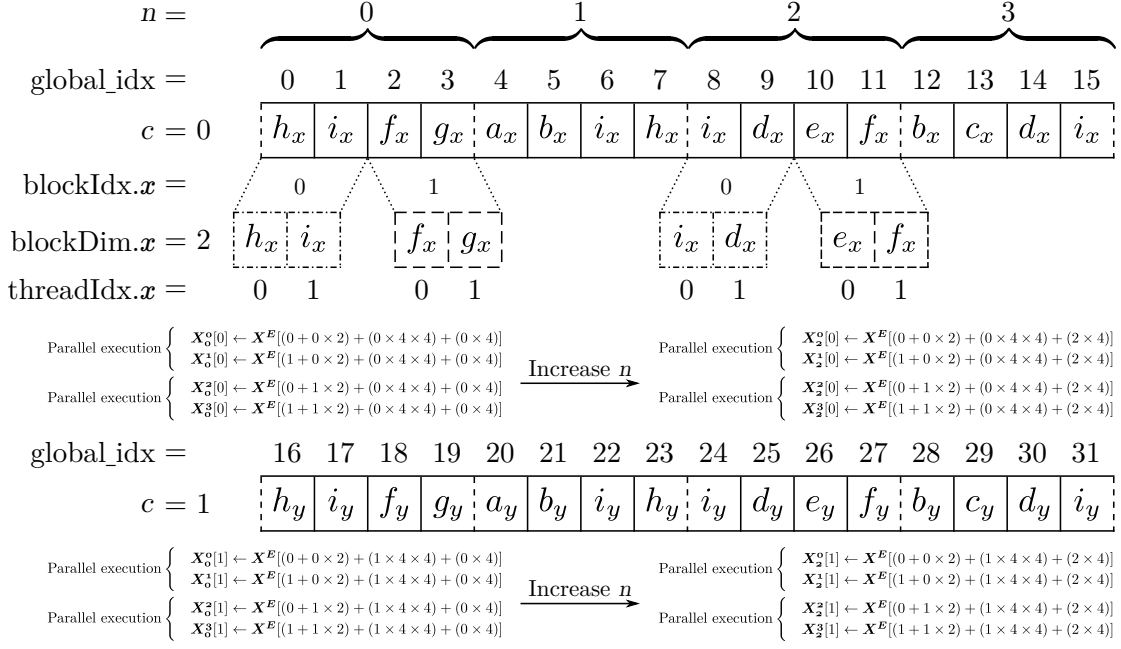 n = 0 1 2 3
global_idx = 0 1 2 3 4 5 6 7 8 9 10 11 12 13 14 15
c = 0 h_x i_x f_x g_x a_x b_x i_x h_x i_x d_x e_x f_x b_x c_x d_x i_x
blockIdx.x = 0 1 0 1
blockDim.x = 2 h_x i_x f_x g_x i_x d_x e_x f_x
threadIdx.x = 0 1 0 1 0 1 0 1
Parallel execution { X_0^0[0] ← X^E[(0 + 0 × 2) + (0 × 4 × 4) + (0 × 4)] Parallel execution { X_2^0[0] ← X^E[(0 + 0 × 2) + (0 × 4 × 4) + (2 × 4)]
X_0^1[0] ← X^E[(1 + 0 × 2) + (0 × 4 × 4) + (0 × 4)] X_2^1[0] ← X^E[(1 + 0 × 2) + (0 × 4 × 4) + (2 × 4)]
Increase n
Parallel execution { X_0^2[0] ← X^E[(0 + 1 × 2) + (0 × 4 × 4) + (0 × 4)] Parallel execution { X_2^2[0] ← X^E[(0 + 1 × 2) + (0 × 4 × 4) + (2 × 4)]
X_0^3[0] ← X^E[(1 + 1 × 2) + (0 × 4 × 4) + (0 × 4)] X_2^3[0] ← X^E[(1 + 1 × 2) + (0 × 4 × 4) + (2 × 4)]
global_idx = 16 17 18 19 20 21 22 23 24 25 26 27 28 29 30 31
c = 1 h_y i_y f_y g_y a_y b_y i_y h_y i_y d_y e_y f_y b_y c_y d_y i_y
Parallel execution { X_0^0[1] ← X^E[(0 + 0 × 2) + (1 × 4 × 4) + (0 × 4)] Parallel execution { X_2^0[1] ← X^E[(0 + 0 × 2) + (1 × 4 × 4) + (2 × 4)]
X_0^1[1] ← X^E[(1 + 0 × 2) + (1 × 4 × 4) + (0 × 4)] X_2^1[1] ← X^E[(1 + 0 × 2) + (1 × 4 × 4) + (2 × 4)]
Increase n
Parallel execution { X_0^2[1] ← X^E[(0 + 1 × 2) + (1 × 4 × 4) + (0 × 4)] Parallel execution { X_2^2[1] ← X^E[(0 + 1 × 2) + (1 × 4 × 4) + (2 × 4)]
X_0^3[1] ← X^E[(1 + 1 × 2) + (1 × 4 × 4) + (0 × 4)] X_2^3[1] ← X^E[(1 + 1 × 2) + (1 × 4 × 4) + (2 × 4)]